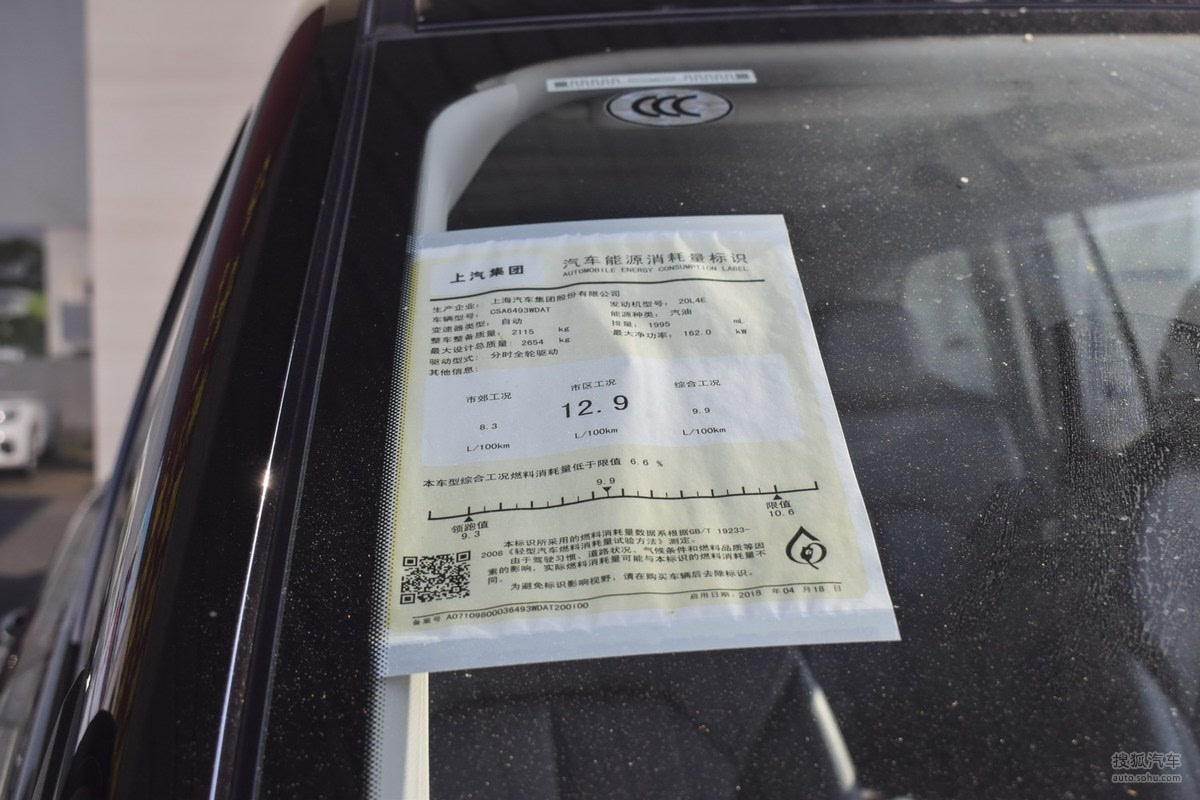 CCC
上汽集团
汽车能源消耗量标识
AUTOMOBILE ENERGY CONSUMPTION LABEL
生产企业: 上海汽车集团股份有限公司
车辆型号: CSA6493WDAT 发动机型号: 20L4E
变速器类型: 自动 能源种类: 汽油
整车整备质量: 2115 kg 排量: 1995 mL
最大设计总质量: 2654 kg 最大净功率: 162.0 kW
驱动型式: 分时全轮驱动
其他信息:
市郊工况 市区工况 综合工况
8.3 12.9 9.9
L/100km L/100km L/100km
本车型综合工况燃料消耗量低于限值 6.6 %
9.9
领跑值 限值
9.3 10.6
本标识所采用的燃料消耗量数据系根据GB/T 19233-
2008《轻型汽车燃料消耗量试验方法》测定。
由于驾驶习惯、道路状况、气候条件和燃料品质等因
素的影响,实际燃料消耗量可能与本标识的燃料消耗量不
同。
为避免标识影响视野,请在购买车辆后去除标识。
备案号 A07109800036493WDAT200100 启用日期: 2018 年 04 月 18 日
搜狐汽车
auto.sohu.com